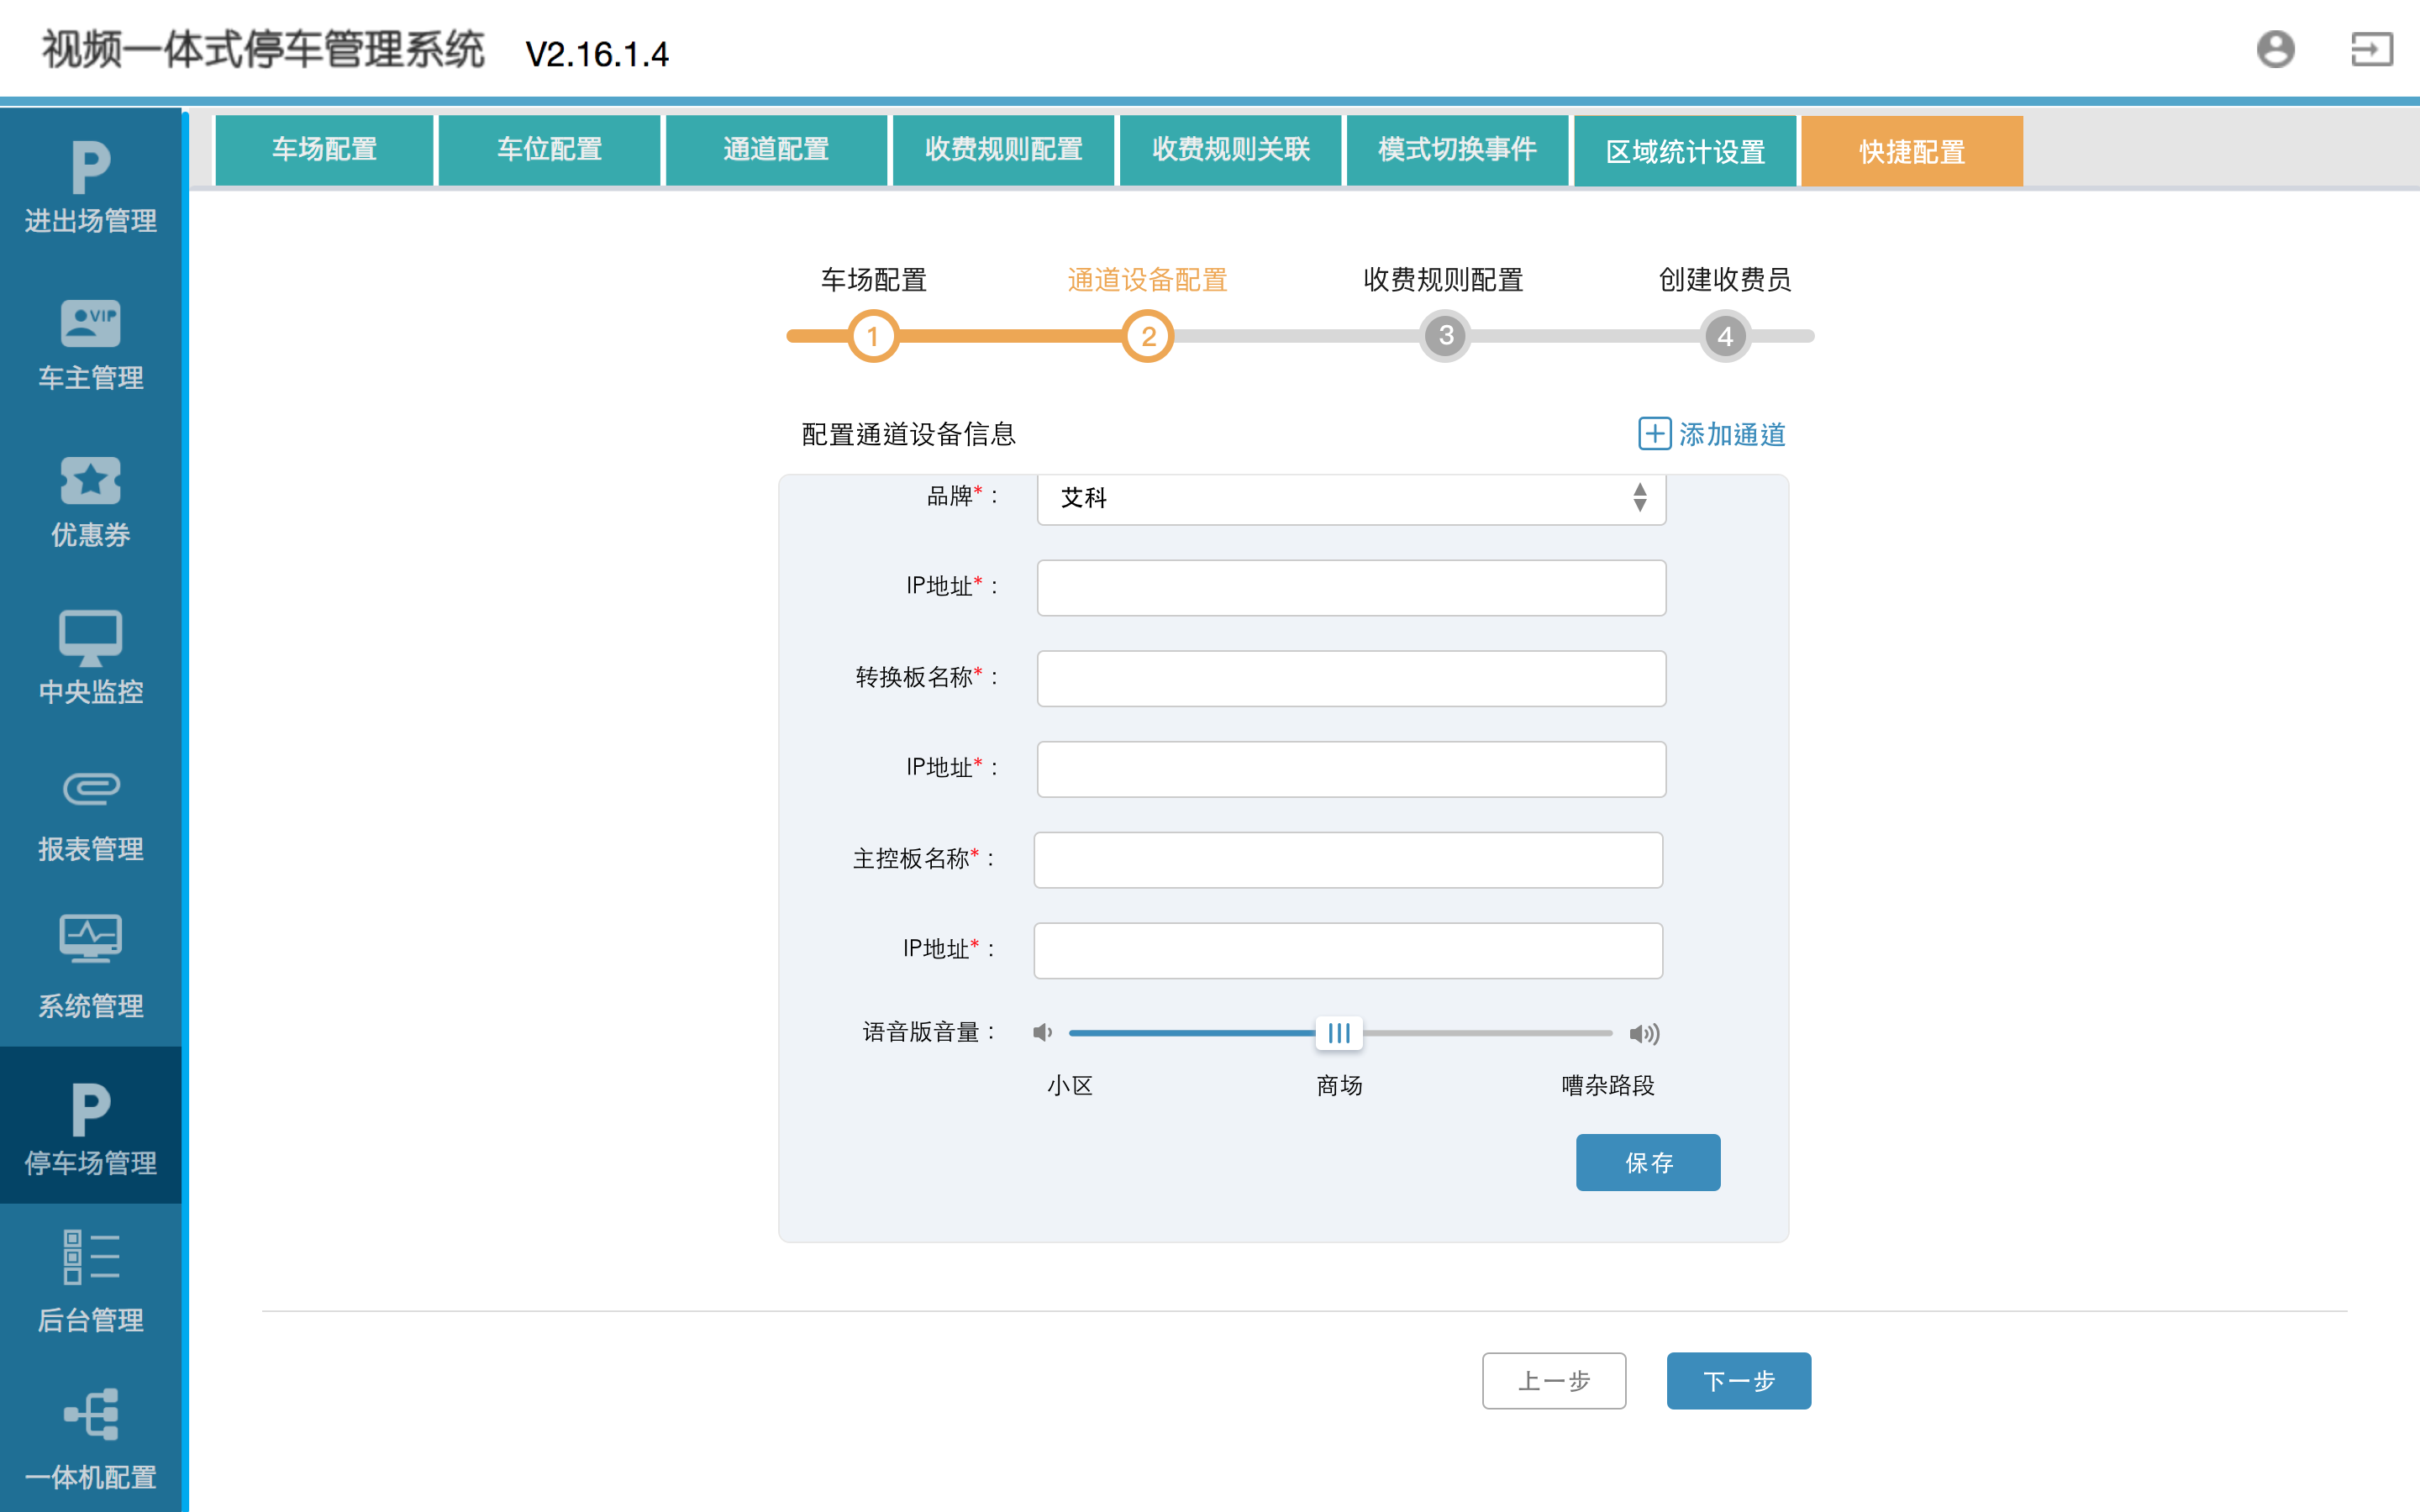 视频一体式停车管理系统 V2.16.1.4
车场配置 车位配置 通道配置 收费规则配置 收费规则关联 模式切换事件 区域统计设置 快捷配置
进出场管理
VIP
车主管理
优惠券
中央监控
报表管理
系统管理
停车场管理
后台管理
一体机配置
车场配置 通道设备配置 收费规则配置 创建收费员
1 2 3 4
配置通道设备信息 添加通道
品牌*： 艾科
IP地址*：
转换板名称*：
IP地址*：
主控板名称*：
IP地址*：
语音版音量：
小区 商场 嘈杂路段
保存
上一步 下一步